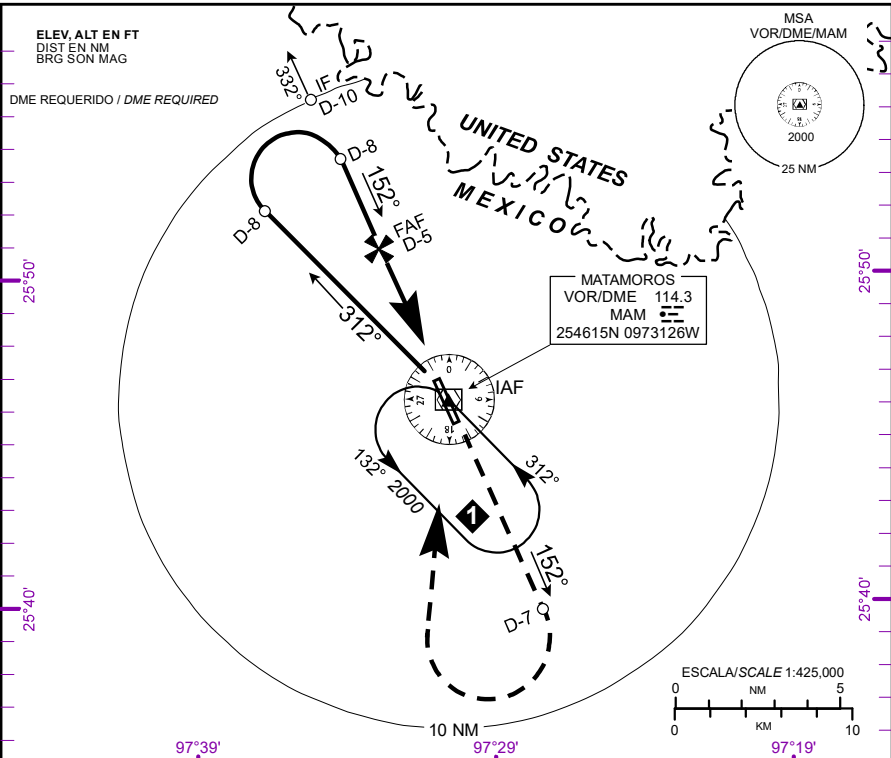 ELEV, ALT EN FT
DIST EN NM
BRG SON MAG
DME REQUERIDO / DME REQUIRED
MSA
VOR/DME/MAM
0
9
18
27
2000
25 NM
332°
IF
D-10
D-8
152°
D-8
FAF
D-5
UNITED STATES
MEXICO
MATAMOROS
VOR/DME 114.3
MAM
254615N 0973126W
25°50'
25°50'
312°
IAF
0
9
18
27
132° 2000
312°
1
152°
D-7
25°40'
25°40'
10 NM
ESCALA/SCALE 1:425,000
0 NM 5
0 KM 10
97°39'
97°29'
97°19'